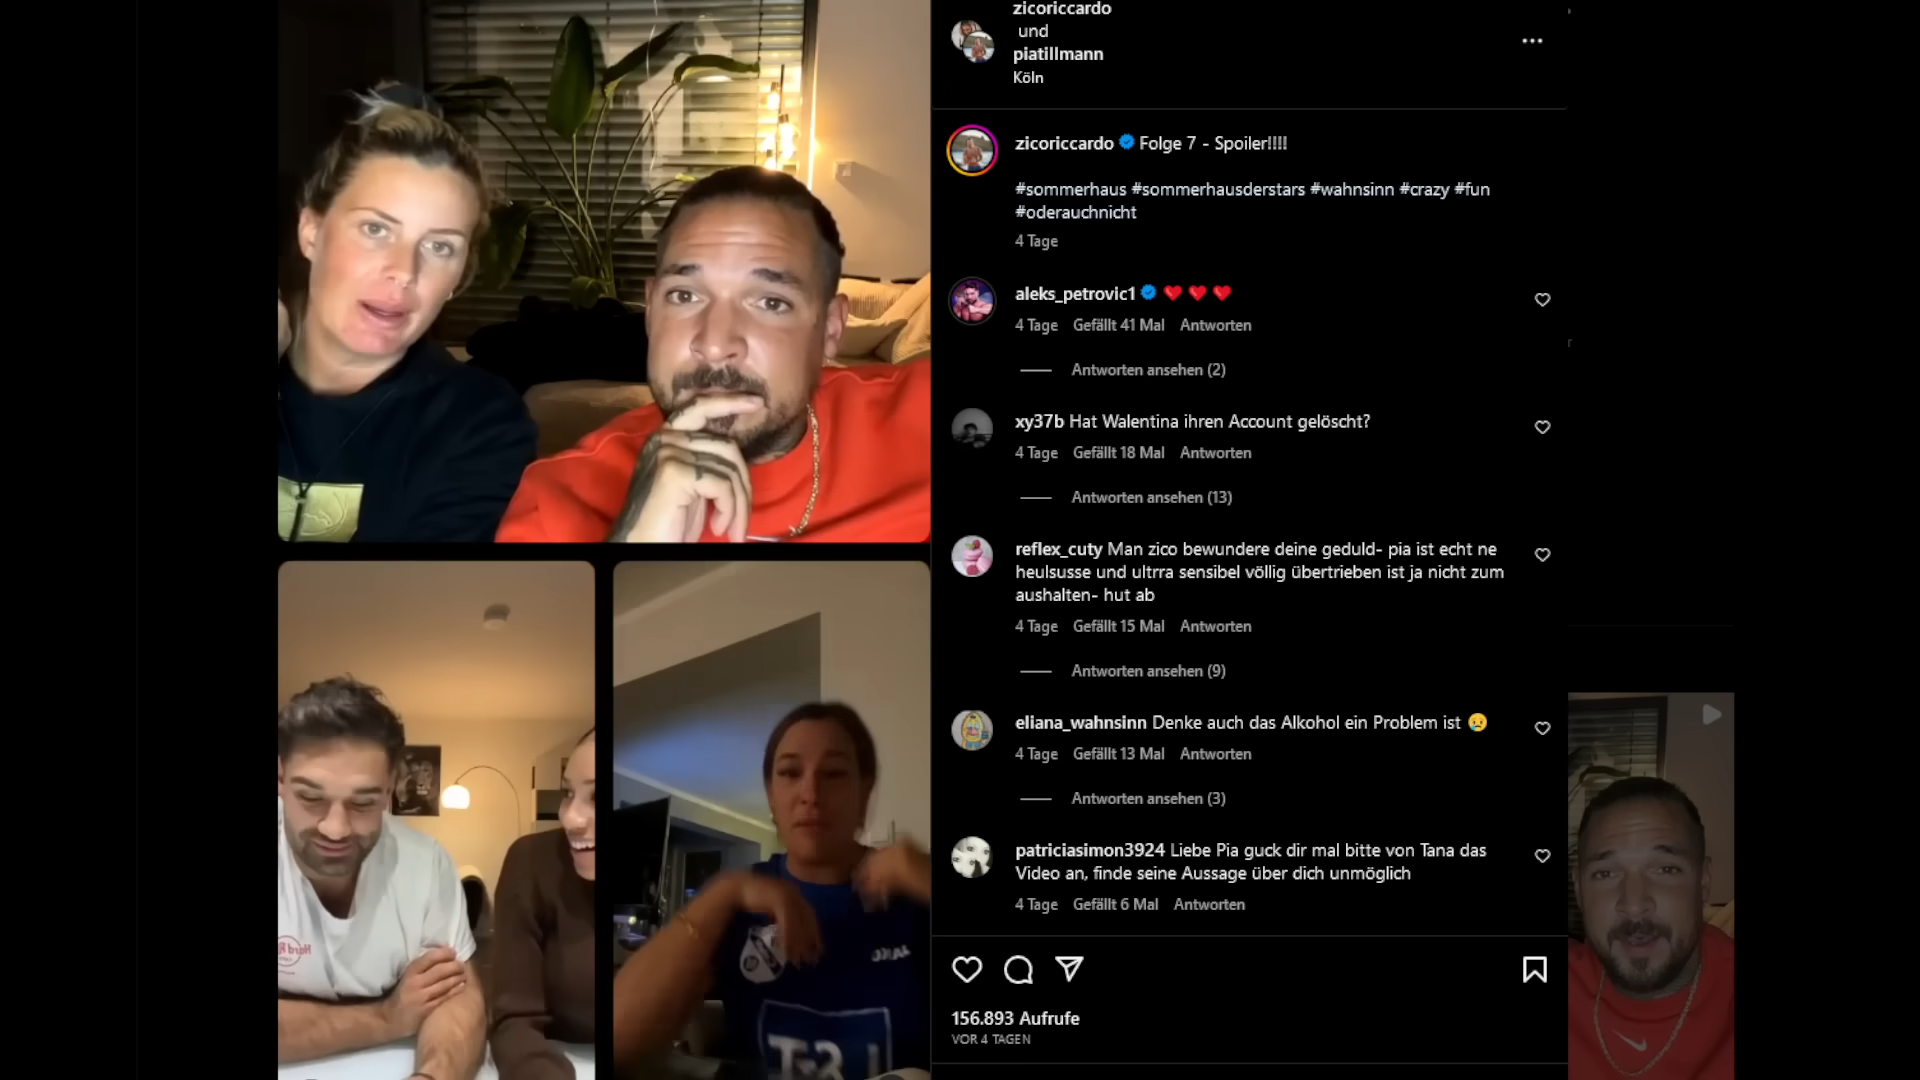 zicoriccardo
und
piatillmann
Köln
zicoriccardo Folge 7 - Spoiler!!!!
#sommerhaus #sommerhausderstars #wahnsinn #crazy #fun
#oderauchnicht
4 Tage
aleks_petrovic1 ❤️ ❤️ ❤️
4 Tage Gefällt 41 Mal Antworten
Antworten ansehen (2)
xy37b Hat Walentina ihren Account gelöscht?
4 Tage Gefällt 18 Mal Antworten
Antworten ansehen (13)
reflex_cuty Man zico bewundere deine geduld- pia ist echt ne
heulsusse und ultrra sensibel völlig übertrieben ist ja nicht zum
aushalten- hut ab
4 Tage Gefällt 15 Mal Antworten
Antworten ansehen (9)
eliana_wahnsinn Denke auch das Alkohol ein Problem ist 😥
4 Tage Gefällt 13 Mal Antworten
Antworten ansehen (3)
patriciasimon3924 Liebe Pia guck dir mal bitte von Tana das
Video an, finde seine Aussage über dich unmöglich
4 Tage Gefällt 6 Mal Antworten
156.893 Aufrufe
VOR 4 TAGEN